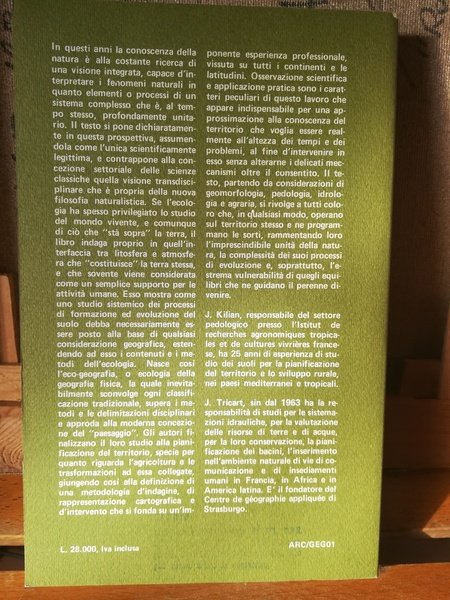 In questi anni la conoscenza della
natura è alla costante ricerca di
una visione integrata, capace d'in-
terpretare i fenomeni naturali in
quanto elementi o processi di un
sistema complesso che è, al tem-
po stesso, profondamente unita-
rio. Il testo si pone dichiaratamen-
te in questa prospettiva, assumen-
dola come l'unica scientificamente
legittima, e contrappone alla con-
cezione settoriale delle scienze
classiche quella visione transdisci-
plinare che è propria della nuova
filosofia naturalistica. Se l'ecolo-
gia ha spesso privilegiato lo studio
del mondo vivente, e comunque
di ciò che "stà sopra" la terra, il
libro indaga proprio in quell'in-
terfaccia tra litosfera e atmosfe-
ra che "costituisce" la terra stessa,
e che sovente viene considerata
come un semplice supporto per le
attività umane. Esso mostra come
uno studio sistemico dei processi
di formazione ed evoluzione del
suolo debba necessariamente es-
sere posto alla base di qualsiasi
considerazione geografica, esten-
dendo ad esso i contenuti e i me-
todi dell'ecologia. Nasce così
l'eco-geografia, o ecologia della
geografia fisica, la quale inevita-
bilmente sconvolge ogni classifi-
cazione tradizionale, supera i me-
todi e le delimitazioni disciplinari
e approda alla moderna concezio-
ne del "paesaggio". Gli autori fi-
nalizzano il loro studio alla piani-
ficazione del territorio, specie per
quanto riguarda l'agricoltura e le
trasformazioni ad essa collegate,
giungendo così alla definizione di
una metodologia d'indagine, di
rappresentazione cartografica e
d'intervento che si fonda su un'im-
ponente esperienza professionale,
vissuta su tutti i continenti e le
latitudini. Osservazione scientifica
e applicazione pratica sono i carat-
teri peculiari di questo lavoro che
appare indispensabile per una ap-
prossimazione alla conoscenza del
territorio che voglia essere real-
mente all'altezza dei tempi e dei
problemi, al fine d'intervenire in
esso senza alterarne i delicati mec-
canismi oltre il consentito. Il te-
sto, partendo da considerazioni di
geomorfologia, pedologia, idrolo-
gia e agraria, si rivolge a tutti colo-
ro che, in qualsiasi modo, operano
sul territorio stesso e ne program-
mano le sorti, rammentando loro
l'imprescindibile unità della natu-
ra, la complessità dei suoi processi
di evoluzione e, soprattutto, l'e-
strema vulnerabilità di quegli equi-
libri che ne guidano il perenne di-
venire.
J. Kilian, responsabile del settore
pedologico presso l'Istitut de
recherches agronomiques tropica-
les et de cultures vivrières france-
se, ha 25 anni di esperienza di stu-
dio dei suoli per la pianificazione
del territorio e lo sviluppo rurale,
nei paesi mediterranei e tropicali.
J. Tricart, sin dal 1963 ha la re-
sponsabilità di studi per le sistema-
zioni idrauliche, per la valutazione
delle risorse di terre e di acque,
per la loro conservazione, la piani-
ficazione dei bacini, l'inserimento
nell'ambiente naturale di vie di co-
municazione e di insediamenti
umani in Francia, in Africa e in
America latina. E' il fondatore del
Centre de géographie appliquée di
Strasburgo.
L. 28.000, Iva inclusa
ARC/GEG01